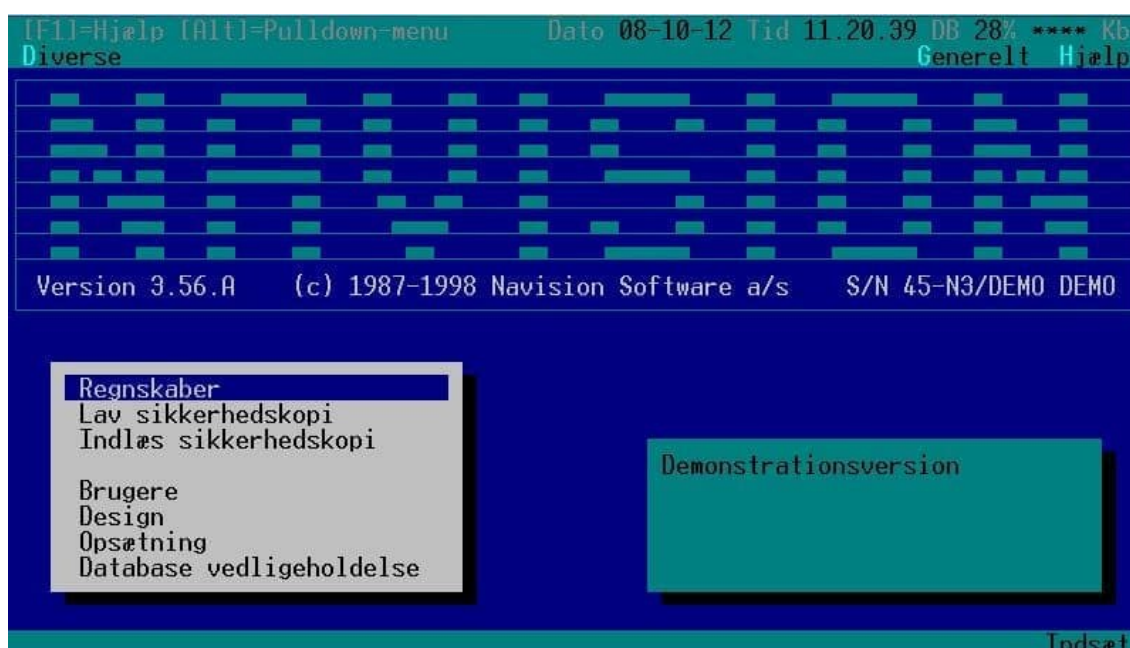 [F1]=Hjælp [Alt]=Pulldown-menu Dato 08-10-12 Tid 11.20.39 DB 28% **** Kb
Diverse Generelt Hjælp
NAVISION
Version 3.56.A (c) 1987-1998 Navision Software a/s S/N 45-N3/DEMO DEMO
Regnskaber
Lav sikkerhedskopi
Indlæs sikkerhedskopi
Demonstrationsversion
Brugere
Design
Opsætning
Database vedligeholdelse
Indsæt